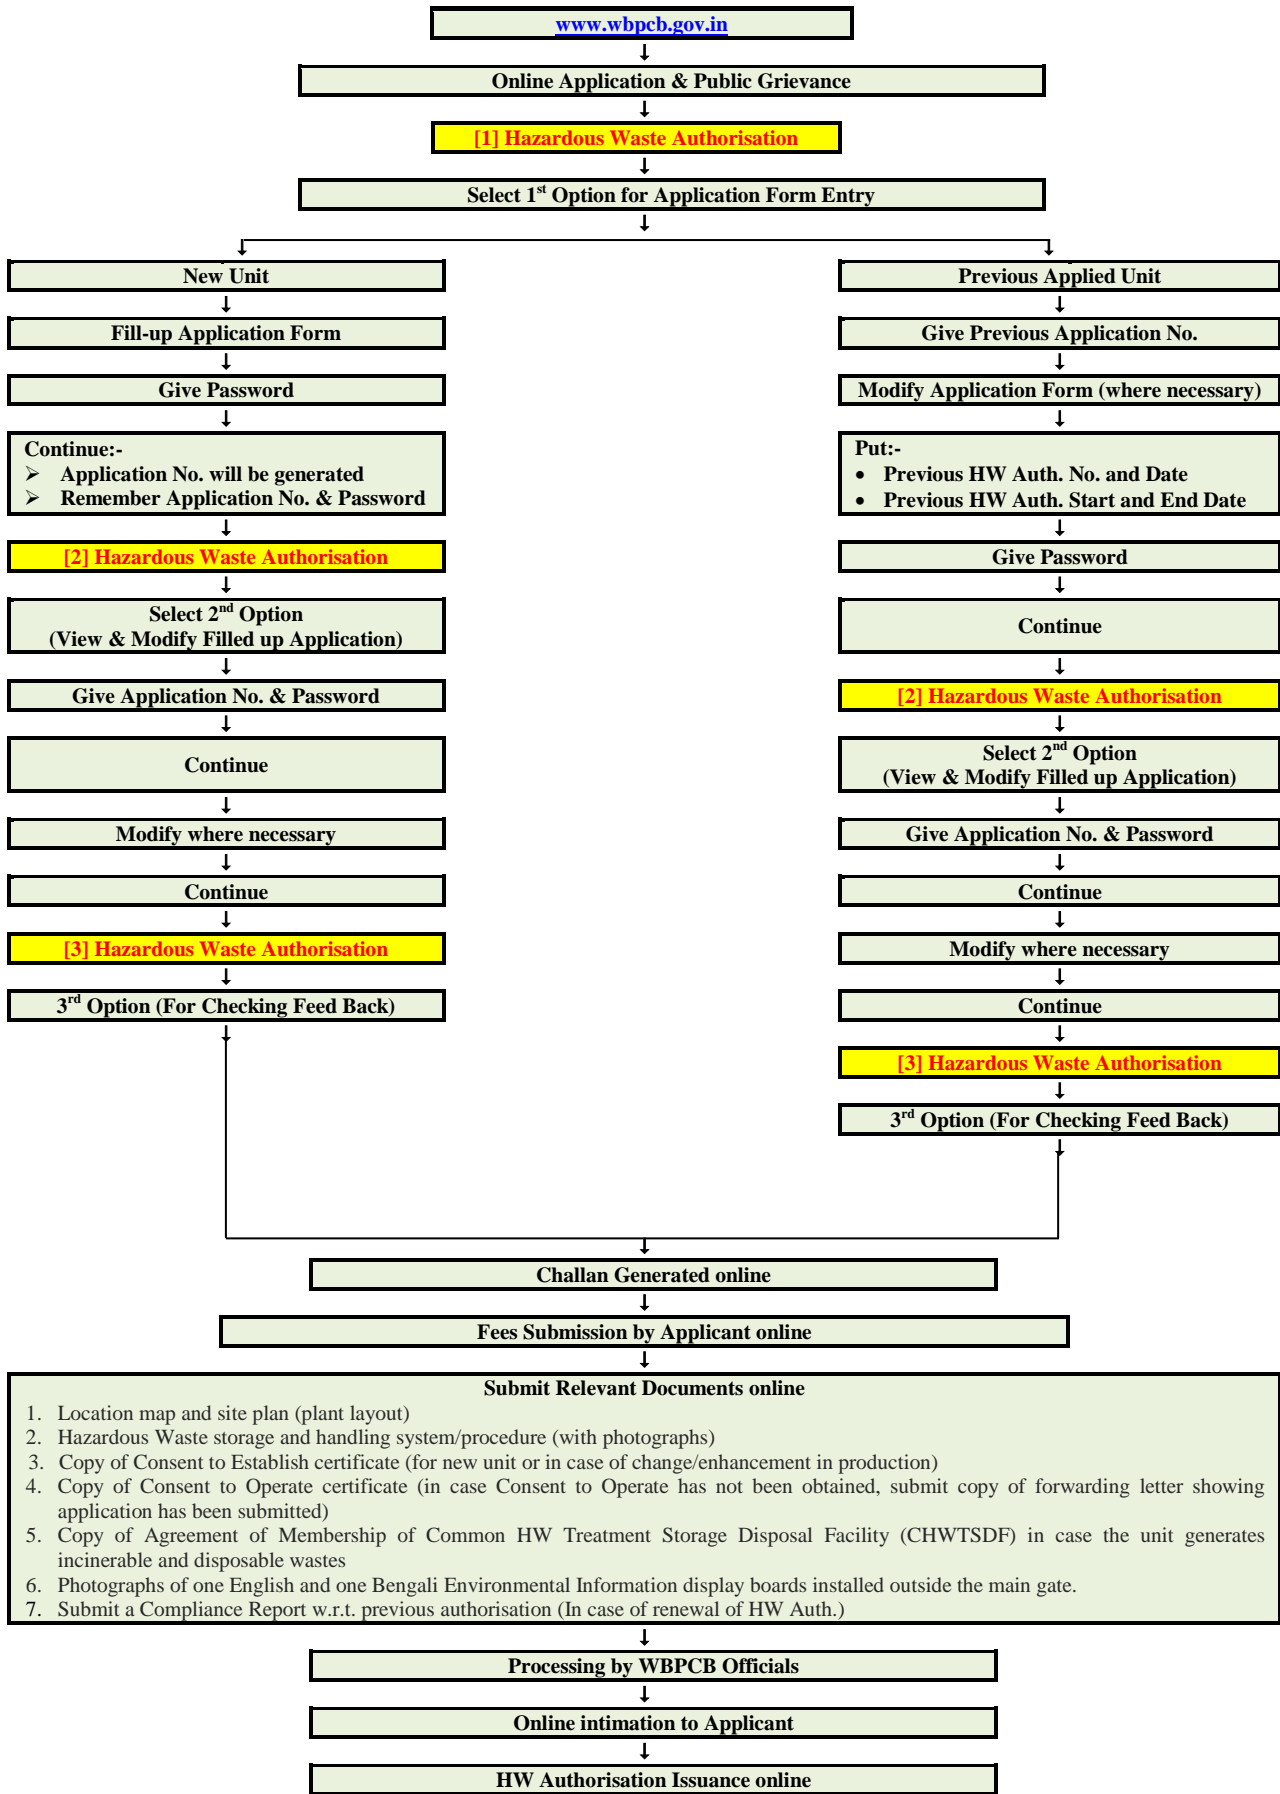 www.wbpcb.gov.in
Online Application & Public Grievance
[1] Hazardous Waste Authorisation
Select 1st Option for Application Form Entry
New Unit
Fill-up Application Form
Give Password
Continue:-
➢ Application No. will be generated
➢ Remember Application No. & Password
[2] Hazardous Waste Authorisation
Select 2nd Option
(View & Modify Filled up Application)
Give Application No. & Password
Continue
Modify where necessary
Continue
[3] Hazardous Waste Authorisation
3rd Option (For Checking Feed Back)
Previous Applied Unit
Give Previous Application No.
Modify Application Form (where necessary)
Put:-
• Previous HW Auth. No. and Date
• Previous HW Auth. Start and End Date
Give Password
Continue
[2] Hazardous Waste Authorisation
Select 2nd Option
(View & Modify Filled up Application)
Give Application No. & Password
Continue
Modify where necessary
Continue
[3] Hazardous Waste Authorisation
3rd Option (For Checking Feed Back)
Challan Generated online
Fees Submission by Applicant online
Submit Relevant Documents online
1. Location map and site plan (plant layout)
2. Hazardous Waste storage and handling system/procedure (with photographs)
3. Copy of Consent to Establish certificate (for new unit or in case of change/enhancement in production)
4. Copy of Consent to Operate certificate (in case Consent to Operate has not been obtained, submit copy of forwarding letter showing
application has been submitted)
5. Copy of Agreement of Membership of Common HW Treatment Storage Disposal Facility (CHWTSDF) in case the unit generates
incinerable and disposable wastes
6. Photographs of one English and one Bengali Environmental Information display boards installed outside the main gate.
7. Submit a Compliance Report w.r.t. previous authorisation (In case of renewal of HW Auth.)
Processing by WBPCB Officials
Online intimation to Applicant
HW Authorisation Issuance online